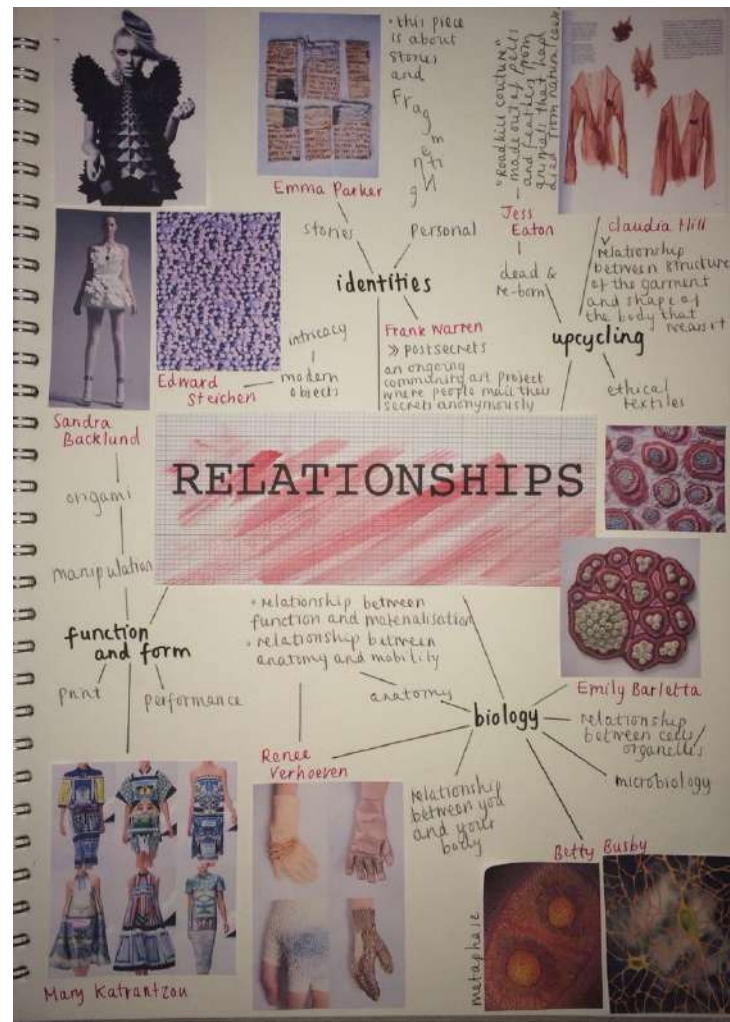 • this piece
is about
stories
and
Fragmenting
"Roadkill couture"
made out of pelts
and feathers from
animals that had
died from natural causes
Emma Parker
stories
Personal
identities
Jess
Eaton
dead &
re-born
Claudia Hill
relationship
between structure
of the garment
and shape of
the body that
wears it
upcycling
ethical
textiles
Frank Warren
» postsecrets
an ongoing
community art project
where people mail their
secrets anonymously
intricacy
modern
objects
Edward
Steichen
Sandra
Backlund
origami
manipulation
RELATIONSHIPS
function
and form
print
performance
• relationship between
function and materialisation
• relationship between
anatomy and mobility
anatomy
biology
Emily Barletta
relationship
between cells/
organelles
microbiology
Renee
Verhoeven
relationship
between you
and your
body
Betty Busby
metaphase
Mary Katrantzou